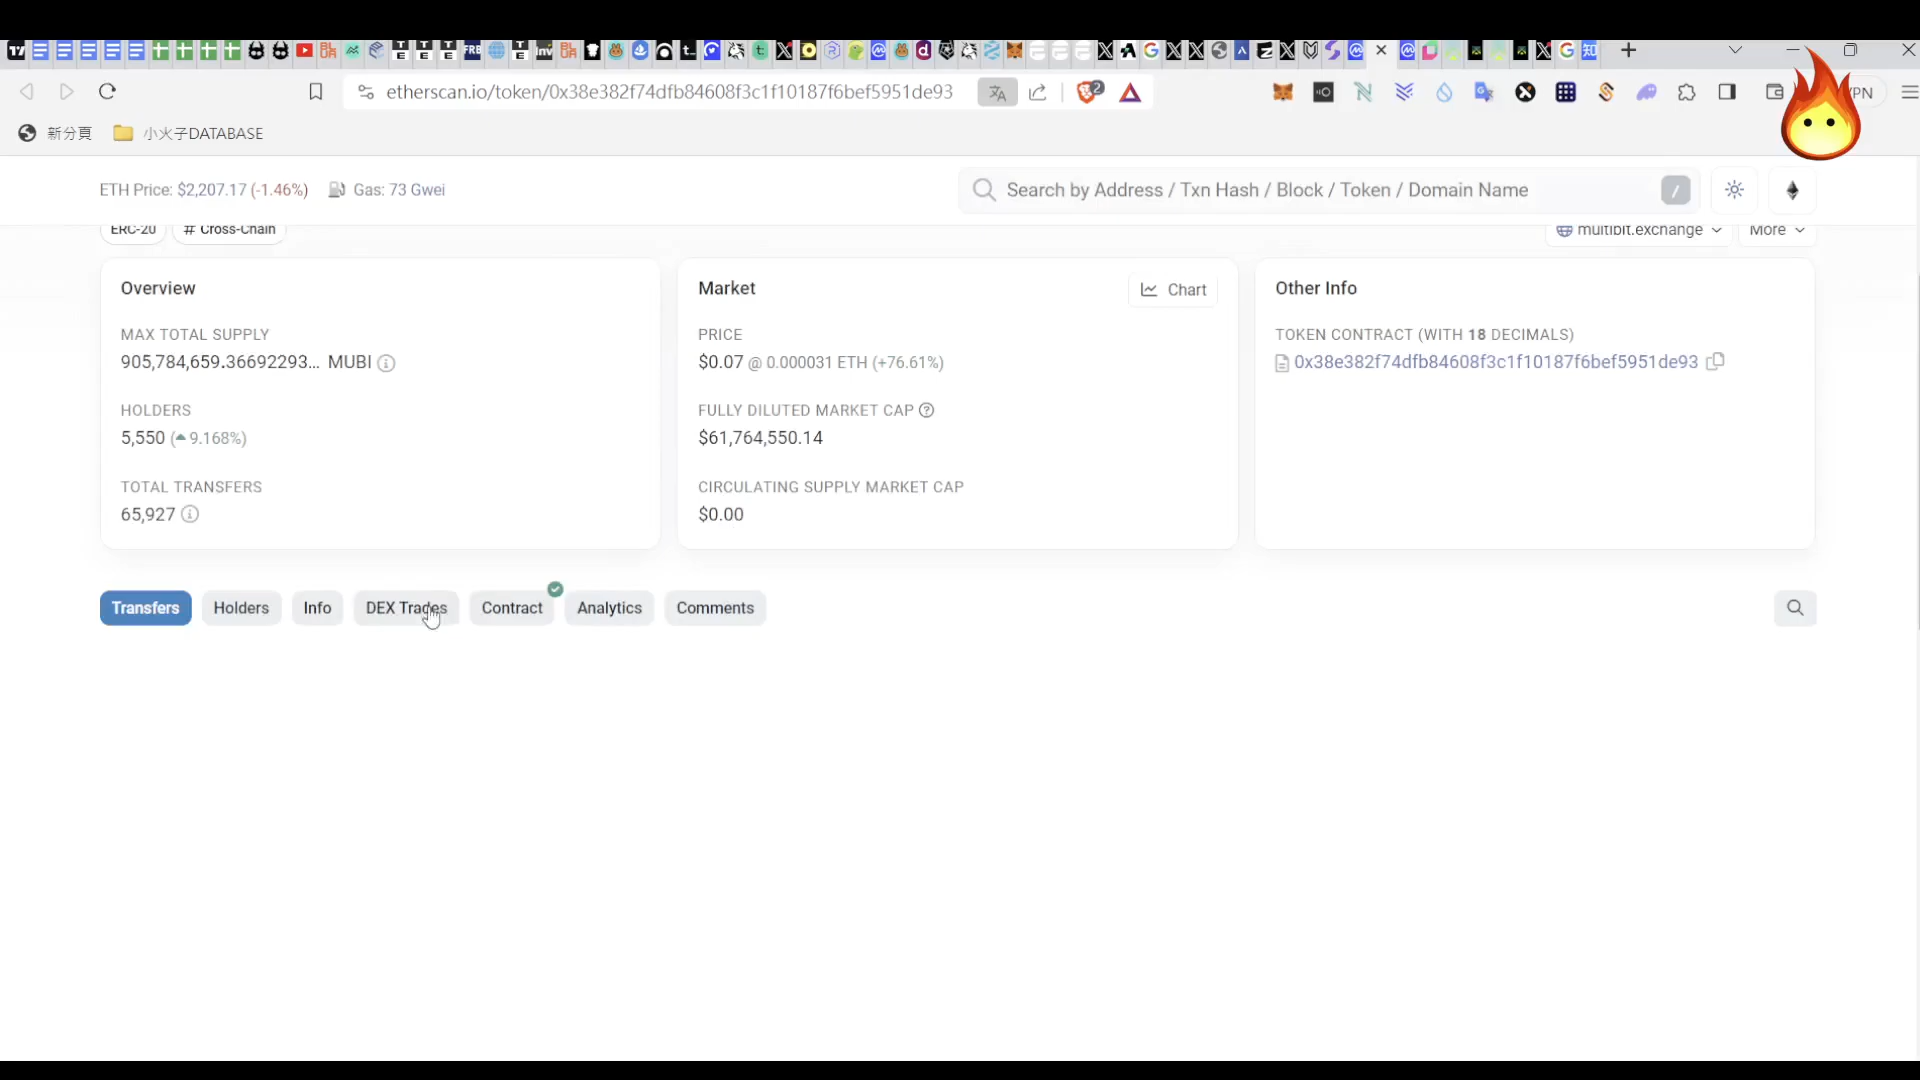 etherscan.io/token/0x38e382f74dfb84608f3c1f10187f6bef5951de93
2
PN
新分頁
小火子DATABASE
ETH Price: $2,207.17 (-1.46%)
Gas: 73 Gwei
Search by Address / Txn Hash / Block / Token / Domain Name
/
ERC-20
# Cross-Chain
multibit.exchange
More
Overview
MAX TOTAL SUPPLY
905,784,659.36692293... MUBI
HOLDERS
5,550 (9.168%)
TOTAL TRANSFERS
65,927
Market
Chart
PRICE
$0.07 @ 0.000031 ETH (+76.61%)
FULLY DILUTED MARKET CAP
$61,764,550.14
CIRCULATING SUPPLY MARKET CAP
$0.00
Other Info
TOKEN CONTRACT (WITH 18 DECIMALS)
0x38e382f74dfb84608f3c1f10187f6bef5951de93
Transfers
Holders
Info
DEX Trades
Contract
Analytics
Comments